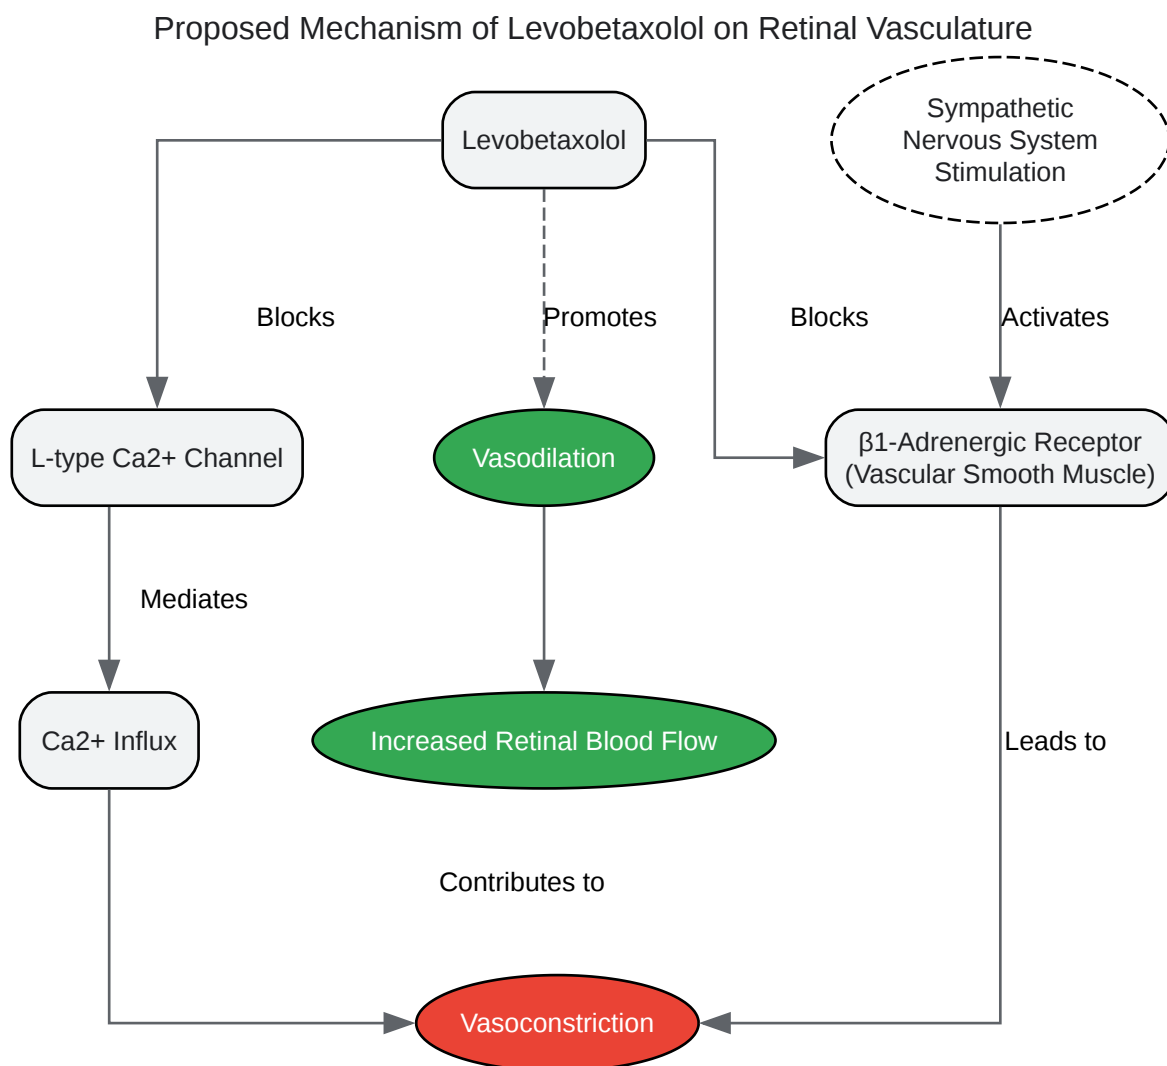 Proposed Mechanism of Levobetaxolol on Retinal Vasculature
Levobetaxolol
Sympathetic
Nervous System
Stimulation
Blocks
Promotes
Blocks
Activates
L-type Ca2+ Channel
Vasodilation
β1-Adrenergic Receptor
(Vascular Smooth Muscle)
Mediates
Ca2+ Influx
Increased Retinal Blood Flow
Leads to
Contributes to
Vasoconstriction